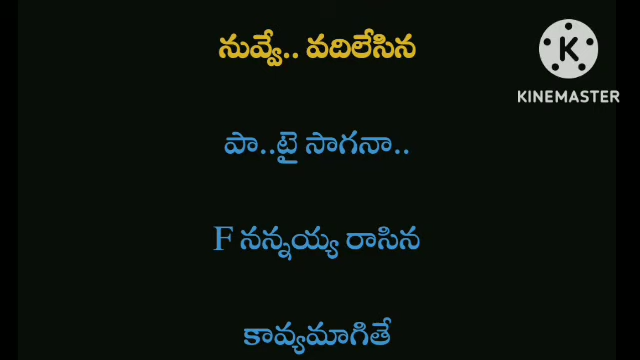 నువ్వే.. వదిలేసిన
KINEMASTER
పా..టై సాగనా..
F నన్నయ్య రాసిన
కావ్యమాగితే